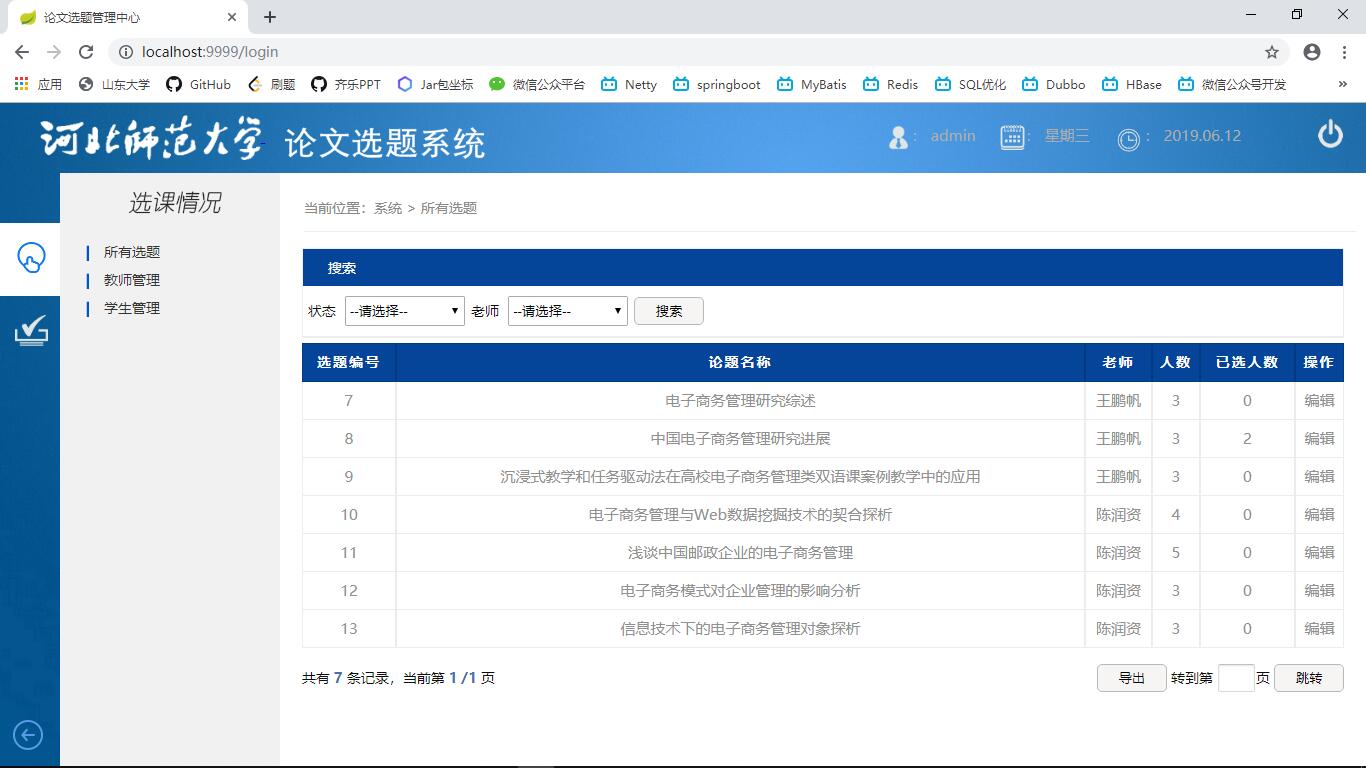 论文选题管理中心
localhost:9999/login
应用 山东大学 GitHub 刷题 齐乐PPT Jar包坐标 微信公众平台 Netty springboot MyBatis Redis SQL优化 Dubbo HBase 微信公众号开发 »
河北师范大学 论文选题系统 : admin : 星期三 : 2019.06.12
选课情况
所有选题
教师管理
学生管理
当前位置：系统 > 所有选题
搜索
状态 --请选择-- 老师 --请选择-- 搜索
选题编号 论题名称 老师 人数 已选人数 操作
7 电子商务管理研究综述 王鹏帆 3 0 编辑
8 中国电子商务管理研究进展 王鹏帆 3 2 编辑
9 沉浸式教学和任务驱动法在高校电子商务管理类双语课案例教学中的应用 王鹏帆 3 0 编辑
10 电子商务管理与Web数据挖掘技术的契合探析 陈润资 4 0 编辑
11 浅谈中国邮政企业的电子商务管理 陈润资 5 0 编辑
12 电子商务模式对企业管理的影响分析 陈润资 3 0 编辑
13 信息技术下的电子商务管理对象探析 陈润资 3 0 编辑
共有 7 条记录，当前第 1 /1 页 导出 转到第 页 跳转